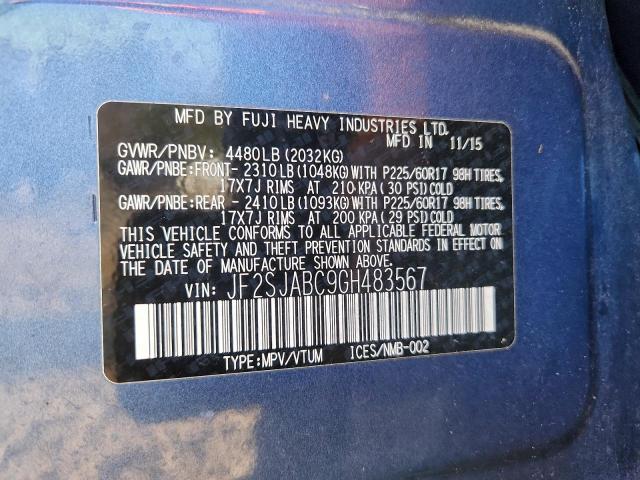 MFD BY FUJI HEAVY INDUSTRIES LTD.
MFD IN 11/15
GVWR/PNBV: 4480LB(2032KG)
GAWR/PNBE:FRONT- 2310LB(1048KG)WITH P225/60R17 98H TIRES,
17X7J RIMS AT 210 KPA(30 PSI)COLD
GAWR/PNBE:REAR - 2410LB(1093KG)WITH P225/60R17 98H TIRES,
17X7J RIMS AT 200 KPA(29 PSI)COLD
THIS VEHICLE CONFORMS TO ALL APPLICABLE FEDERAL MOTOR
VEHICLE SAFETY AND THEFT PREVENTION STANDARDS IN EFFECT ON
THE DATE OF MANUFACTURE SHOWN ABOVE.
VIN: JF2SJABC9GH483567
TYPE:MPV/VTUM ICES/NMB-002